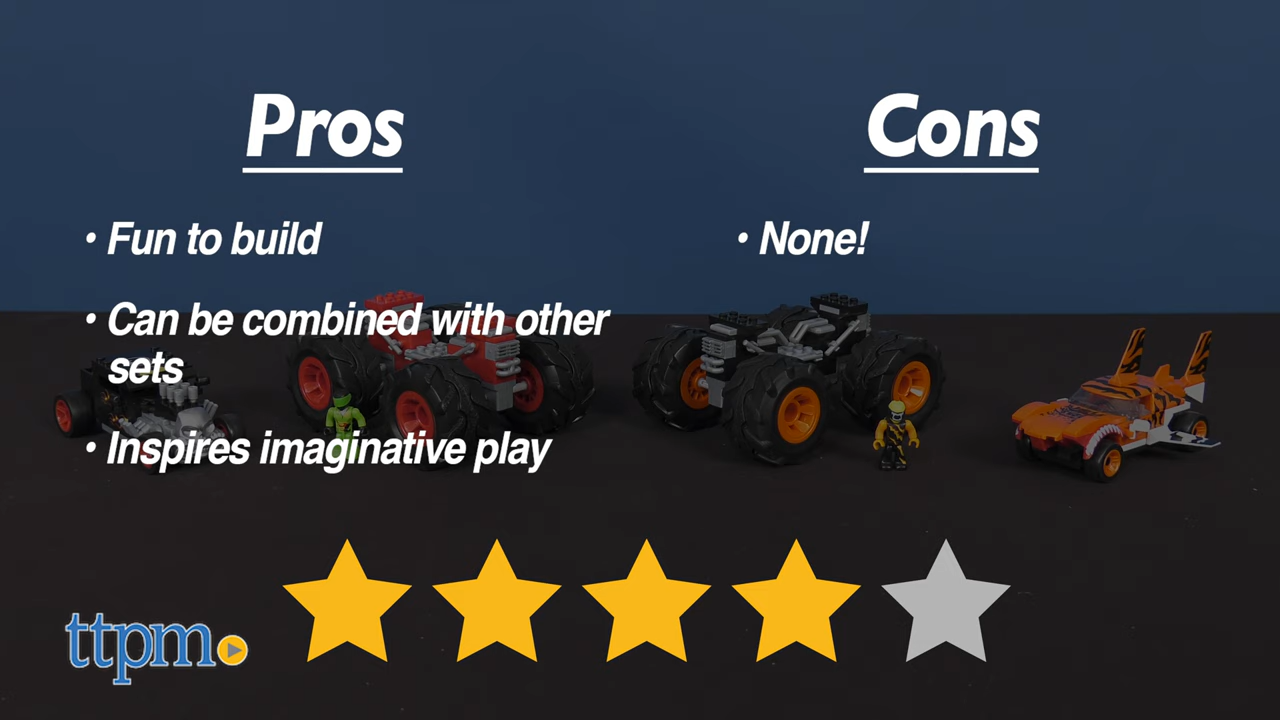 Pros
• Fun to build
• Can be combined with other
sets
• Inspires imaginative play
Cons
• None!
ttpm